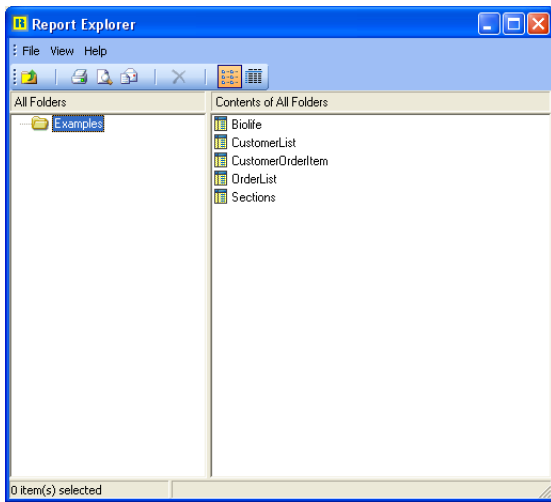 Report Explorer
File View Help
All Folders
Contents of All Folders
Examples
Biolife
CustomerList
CustomerOrderItem
OrderList
Sections
0 item(s) selected